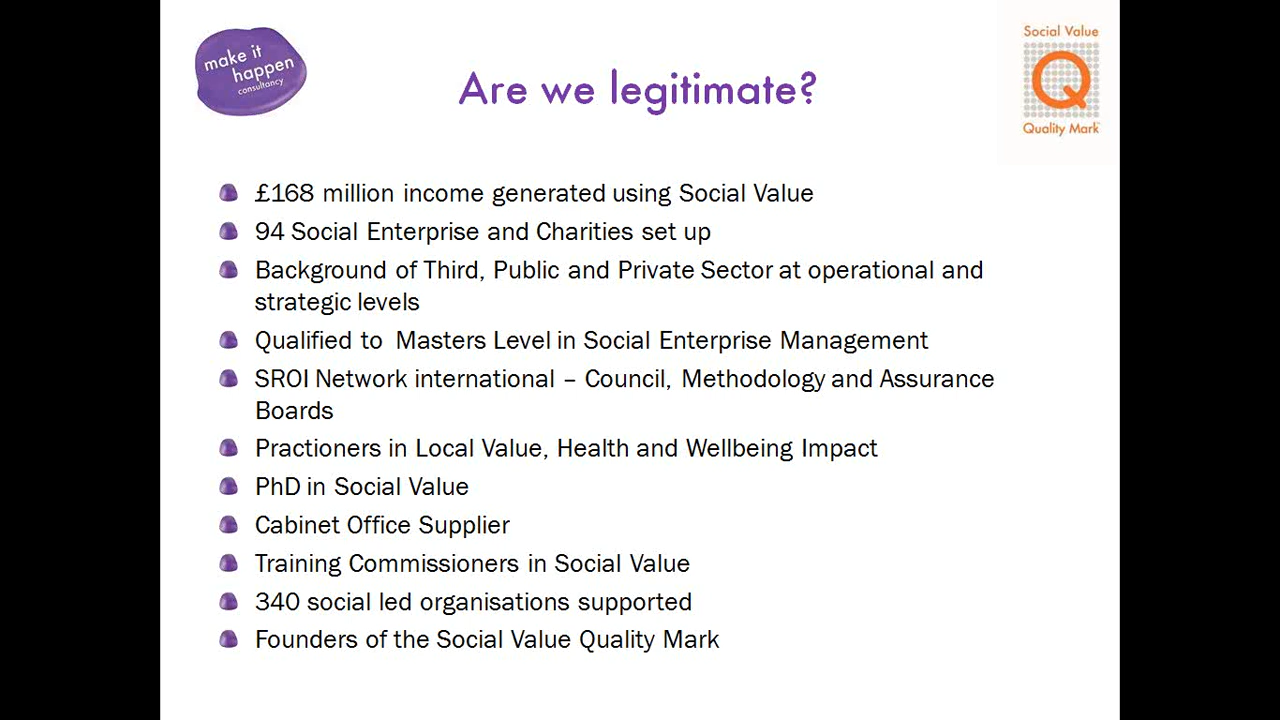 make it
happen
consultancy
Are we legitimate?
Social Value
Q
Quality Mark™
£168 million income generated using Social Value
94 Social Enterprise and Charities set up
Background of Third, Public and Private Sector at operational and
strategic levels
Qualified to  Masters Level in Social Enterprise Management
SROI Network international – Council, Methodology and Assurance
Boards
Practioners in Local Value, Health and Wellbeing Impact
PhD in Social Value
Cabinet Office Supplier
Training Commissioners in Social Value
340 social led organisations supported
Founders of the Social Value Quality Mark